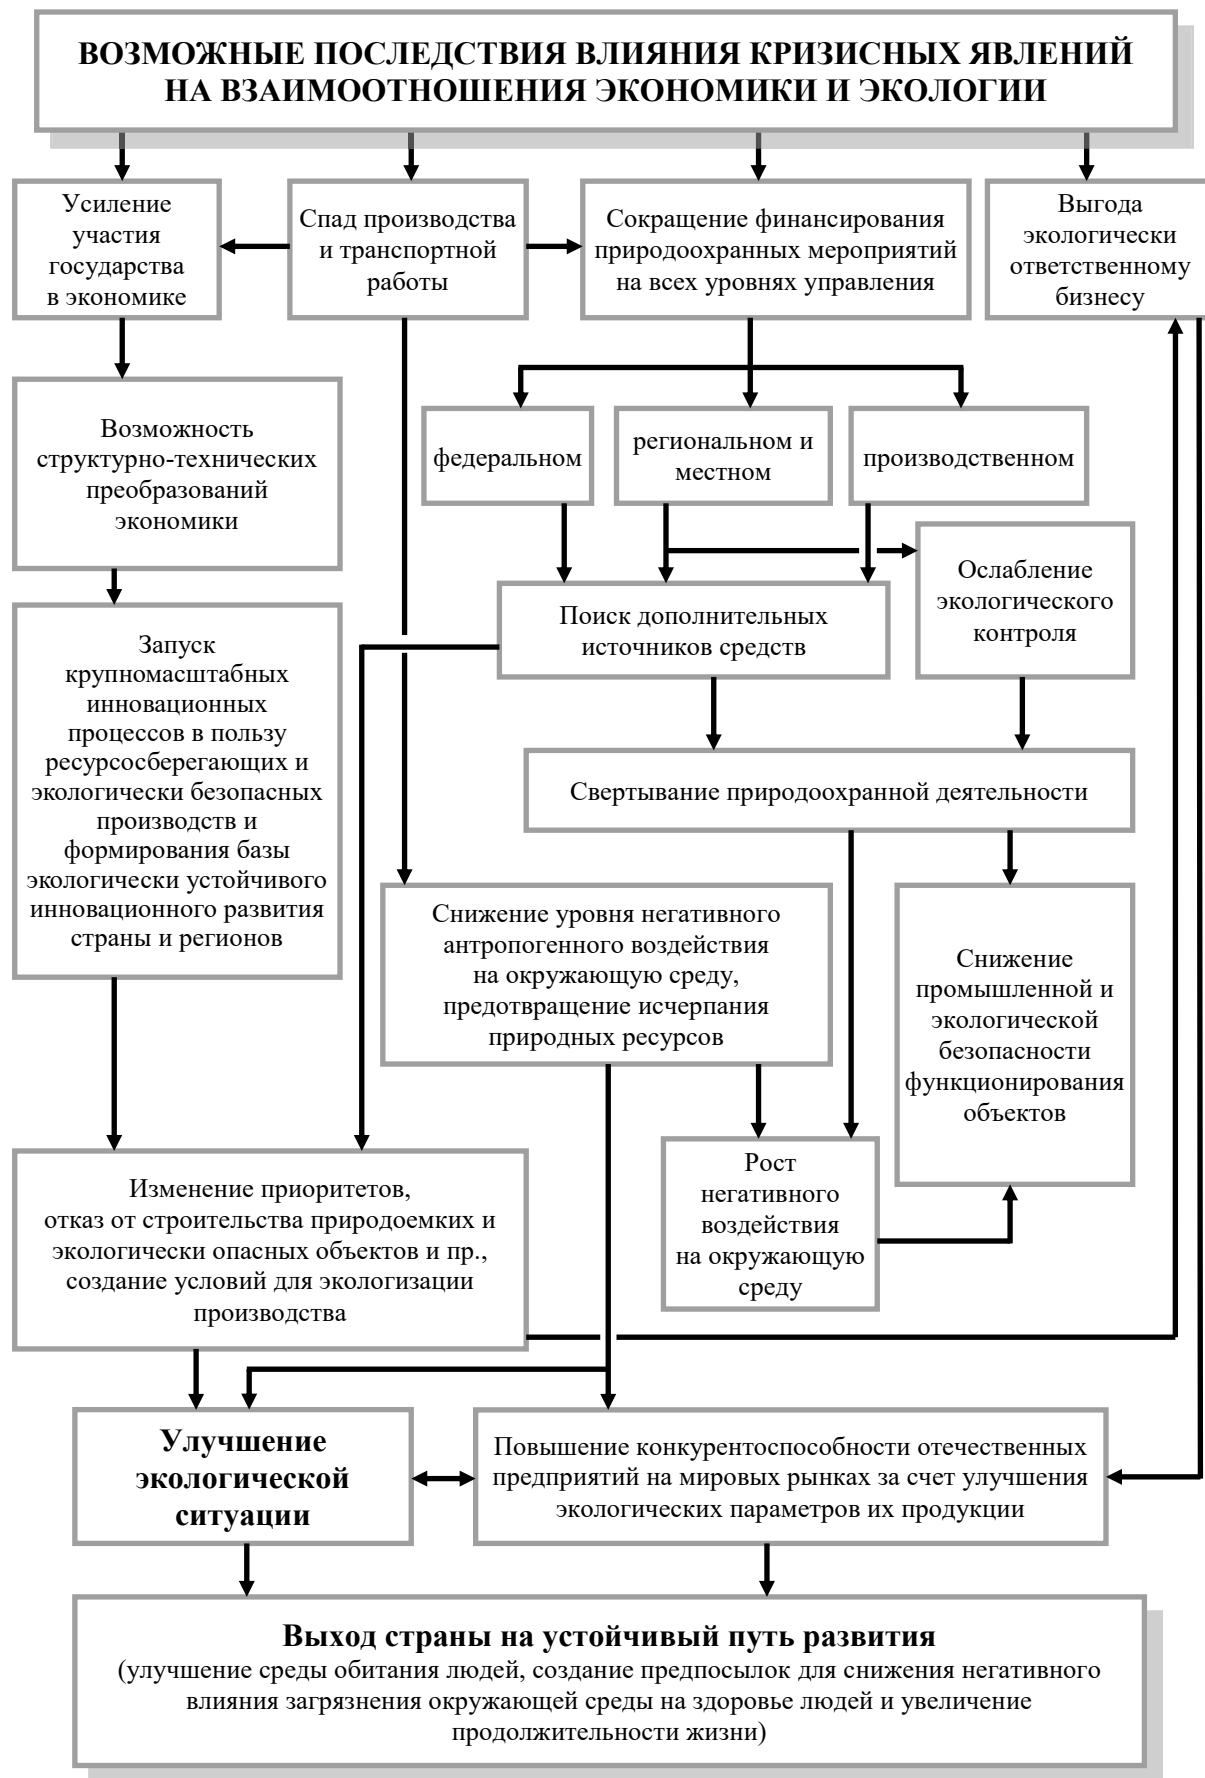 ВОЗМОЖНЫЕ ПОСЛЕДСТВИЯ ВЛИЯНИЯ КРИЗИСНЫХ ЯВЛЕНИЙ
НА ВЗАИМООТНОШЕНИЯ ЭКОНОМИКИ И ЭКОЛОГИИ
Усиление
участия
государства
в экономике
Спад производства
и транспортной
работы
Сокращение финансирования
природоохранных мероприятий
на всех уровнях управления
Выгода
экологически
ответственному
бизнесу
Возможность
структурно-технических
преобразований
экономики
федеральном
региональном и
местном
производственном
Ослабление
экологического
контроля
Поиск дополнительных
источников средств
Запуск
крупномасштабных
инновационных
процессов в пользу
ресурсосберегающих и
экологически безопасных
производств и
формирования базы
экологически устойчивого
инновационного развития
страны и регионов
Свертывание природоохранной деятельности
Снижение уровня негативного
антропогенного воздействия
на окружающую среду,
предотвращение исчерпания
природных ресурсов
Снижение
промышленной и
экологической
безопасности
функционирования
объектов
Рост
негативного
воздействия
на окружающую
среду
Изменение приоритетов,
отказ от строительства природоемких и
экологически опасных объектов и пр.,
создание условий для экологизации
производства
Улучшение
экологической
ситуации
Повышение конкурентоспособности отечественных
предприятий на мировых рынках за счет улучшения
экологических параметров их продукции
Выход страны на устойчивый путь развития
(улучшение среды обитания людей, создание предпосылок для снижения негативного
влияния загрязнения окружающей среды на здоровье людей и увеличение
продолжительности жизни)